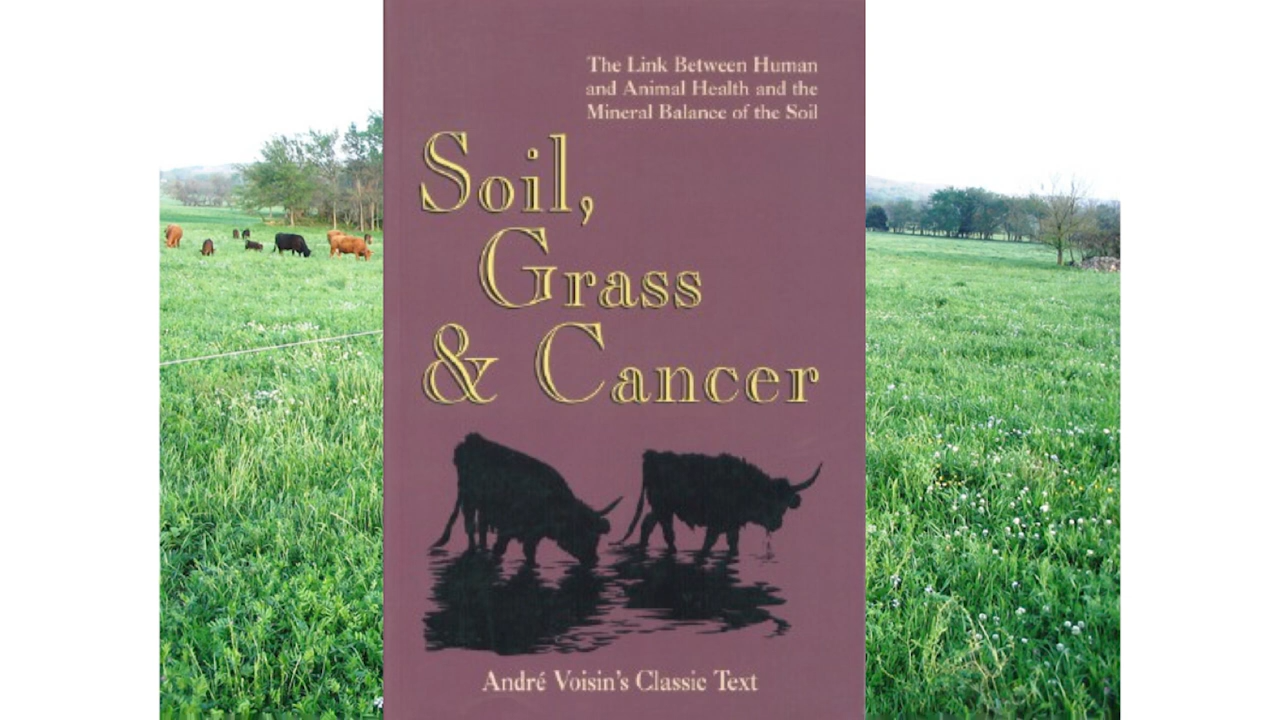 The Link Between Human
and Animal Health and the
Mineral Balance of the Soil
Soil,
Grass
& Cancer
André Voisin's Classic Text